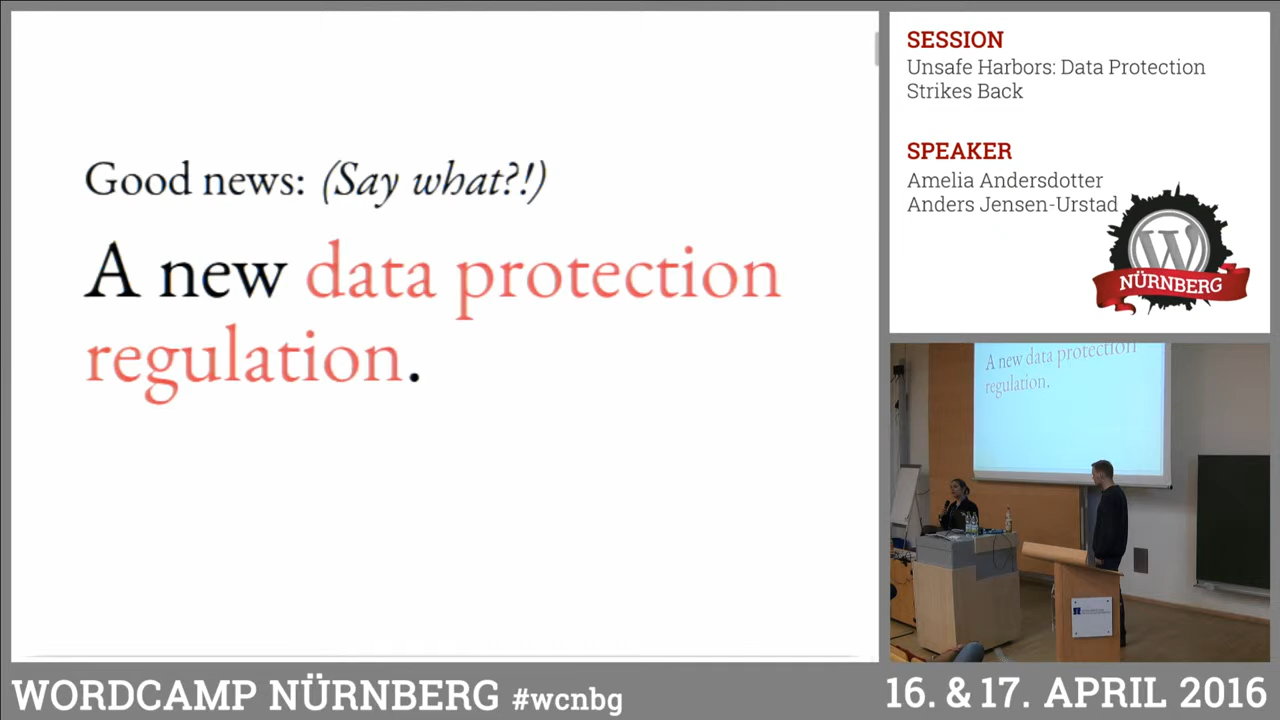 Good news: (Say what?!)
A new data protection
regulation.
SESSION
Unsafe Harbors: Data Protection
Strikes Back
SPEAKER
Amelia Andersdotter
Anders Jensen-Urstad
NÜRNBERG
A new data protection
regulation.
WORDCAMP NÜRNBERG #wcnbg
16. & 17. APRIL 2016